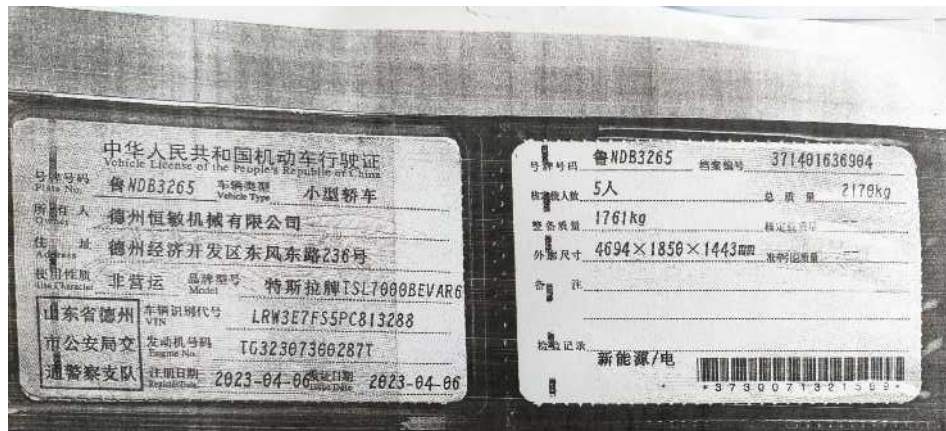 中华人民共和国机动车行驶证
Vehicle License of the People's Republic of China
号牌号码 鲁NDB3265 车辆类型 小型轿车
Plate No. Vehicle Type
所有人 德州恒敏机械有限公司
Owner
住 址 德州经济开发区东风东路236号
Address
使用性质 非营运 品牌型号 特斯拉牌TSL7000BEVAR6
Use Character Model
山东省德州 车辆识别代号 LRW3E7FS5PC813288
VIN
市公安局交 发动机号码 TG32307300287T
Engine No.
通警察支队 注册日期 2023-04-06 发证日期 2023-04-06
Register Date Issue Date
号牌号码 鲁NDB3265 档案编号 371401636904
核定载人数 5人 总质量 2170kg
整备质量 1761kg 核定载质量 --
外廓尺寸 4694×1850×1443mm 准牵引总质量 --
备 注
检验记录
新能源/电
*3730071321599*